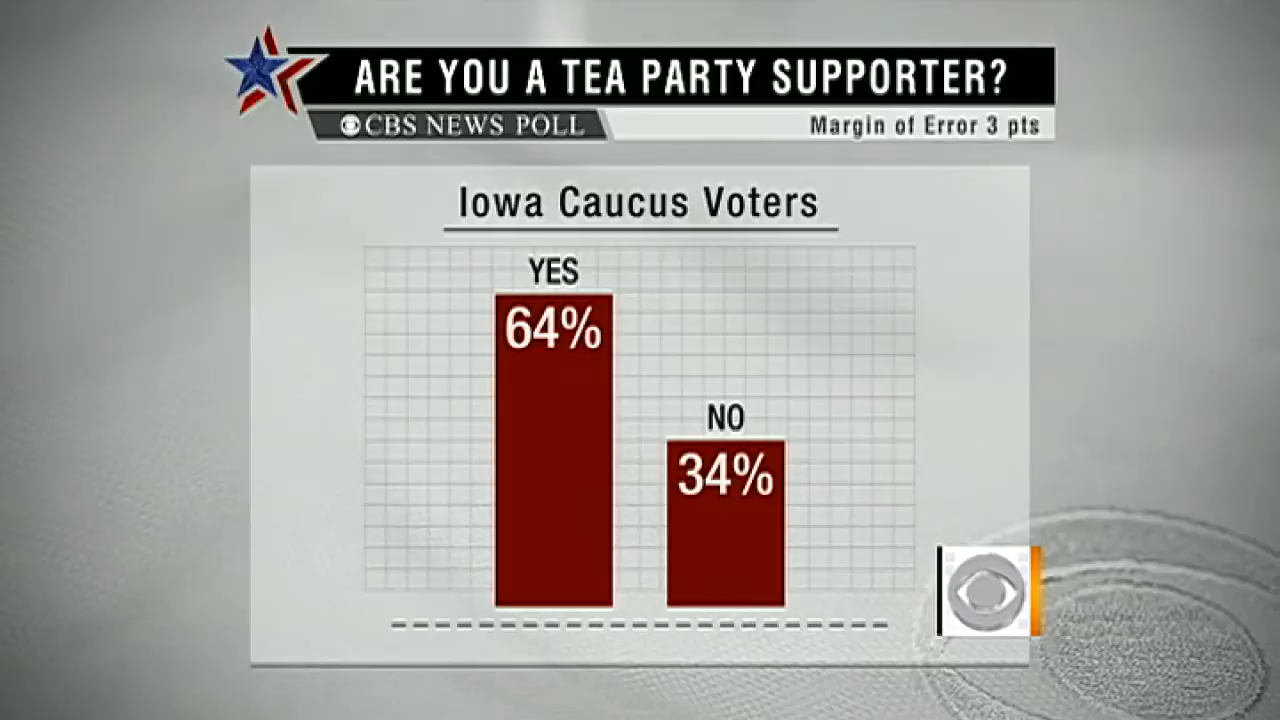 ARE YOU A TEA PARTY SUPPORTER?
CBS NEWS POLL
Margin of Error 3 pts
Iowa Caucus Voters
YES
64%
NO
34%